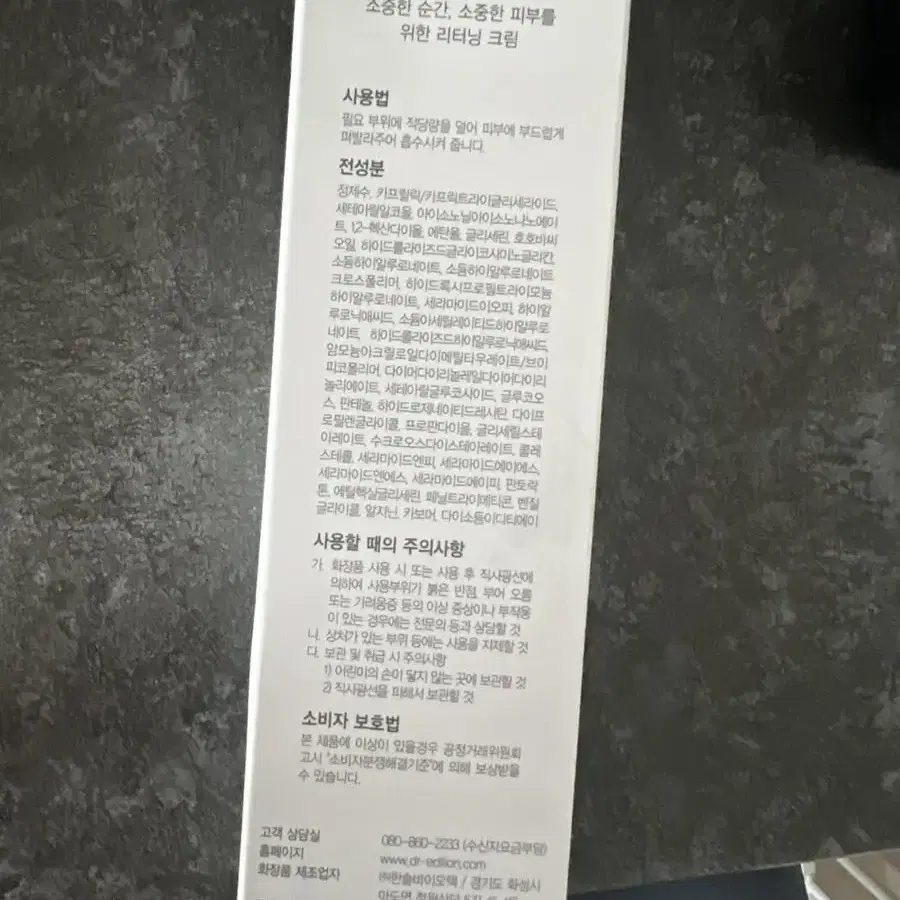 소중한 순간, 소중한 피부를
위한 리터닝 크림
사용법
필요 부위에 적당량을 덜어 피부에 부드럽게
펴발라주어 흡수시켜 줍니다.
전성분
정제수, 카프릴릭/카프릭트라이글리세라이드,
세테아릴알코올, 아이소노닐아이소노나노에이
트, 1,2-헥산다이올, 에탄올, 글리세린, 호호바씨
오일, 하이드롤라이즈드글라이코사미노글리칸,
소듐하이알루로네이트, 소듐하이알루로네이트
크로스폴리머, 하이드록시프로필트라이모늄
하이알루로네이트, 세라마이드이오피, 하이알
루로닉애씨드, 소듐아세틸레이티드하이알루로
네이트, 하이드롤라이즈드하이알루로닉애씨드,
암모늄아크릴로일다이메틸타우레이트/브이
피코폴리머, 다이머다이리놀레일다이머다이리
놀리에이트, 세테아릴글루코사이드, 글루코오
스, 판테놀, 하이드로제네이티드레시틴, 다이프
로필렌글라이콜, 프로판다이올, 글리세릴스테
아레이트, 수크로오스다이스테아레이트, 콜레
스테롤, 세라마이드엔피, 세라마이드에이에스,
세라마이드엔에스, 세라마이드에이피, 판토락
톤, 에틸헥실글리세린, 페닐트라이메티콘, 벤질
글라이콜, 알지닌, 카보머, 다이소듐이디티에이
사용할 때의 주의사항
가. 화장품 사용 시 또는 사용 후 직사광선에
의하여 사용부위가 붉은 반점, 부어 오름
또는 가려움증 등의 이상 증상이나 부작용
이 있는 경우에는 전문의 등과 상담할 것
나. 상처가 있는 부위 등에는 사용을 자제할 것
다. 보관 및 취급 시 주의사항
1) 어린이의 손이 닿지 않는 곳에 보관할 것
2) 직사광선을 피해서 보관할 것
소비자 보호법
본 제품에 이상이 있을경우 공정거래위원회
고시 "소비자분쟁해결기준"에 의해 보상받을
수 있습니다.
고객 상담실 080-860-2233 (수신자요금부담)
홈페이지 www.dr-edition.com
화장품 제조업자 ㈜한솔바이오텍 / 경기도 화성시
마도면